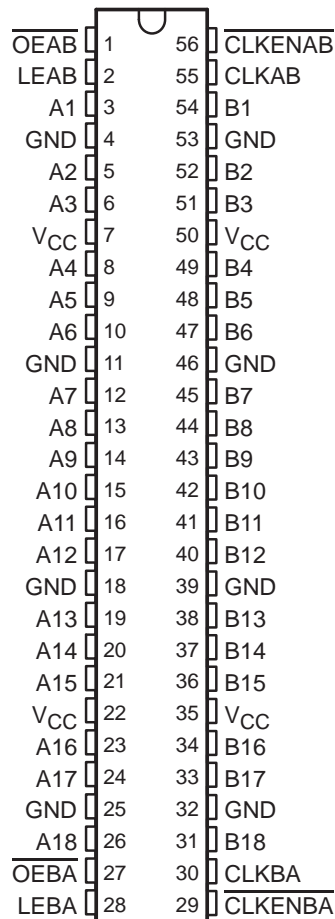 O̅E̅A̅B̅ 1 56 C̅L̅K̅E̅N̅A̅B̅
LEAB 2 55 CLKAB
A1 3 54 B1
GND 4 53 GND
A2 5 52 B2
A3 6 51 B3
VCC 7 50 VCC
A4 8 49 B4
A5 9 48 B5
A6 10 47 B6
GND 11 46 GND
A7 12 45 B7
A8 13 44 B8
A9 14 43 B9
A10 15 42 B10
A11 16 41 B11
A12 17 40 B12
GND 18 39 GND
A13 19 38 B13
A14 20 37 B14
A15 21 36 B15
VCC 22 35 VCC
A16 23 34 B16
A17 24 33 B17
GND 25 32 GND
A18 26 31 B18
O̅E̅B̅A̅ 27 30 CLKBA
LEBA 28 29 C̅L̅K̅E̅N̅B̅A̅